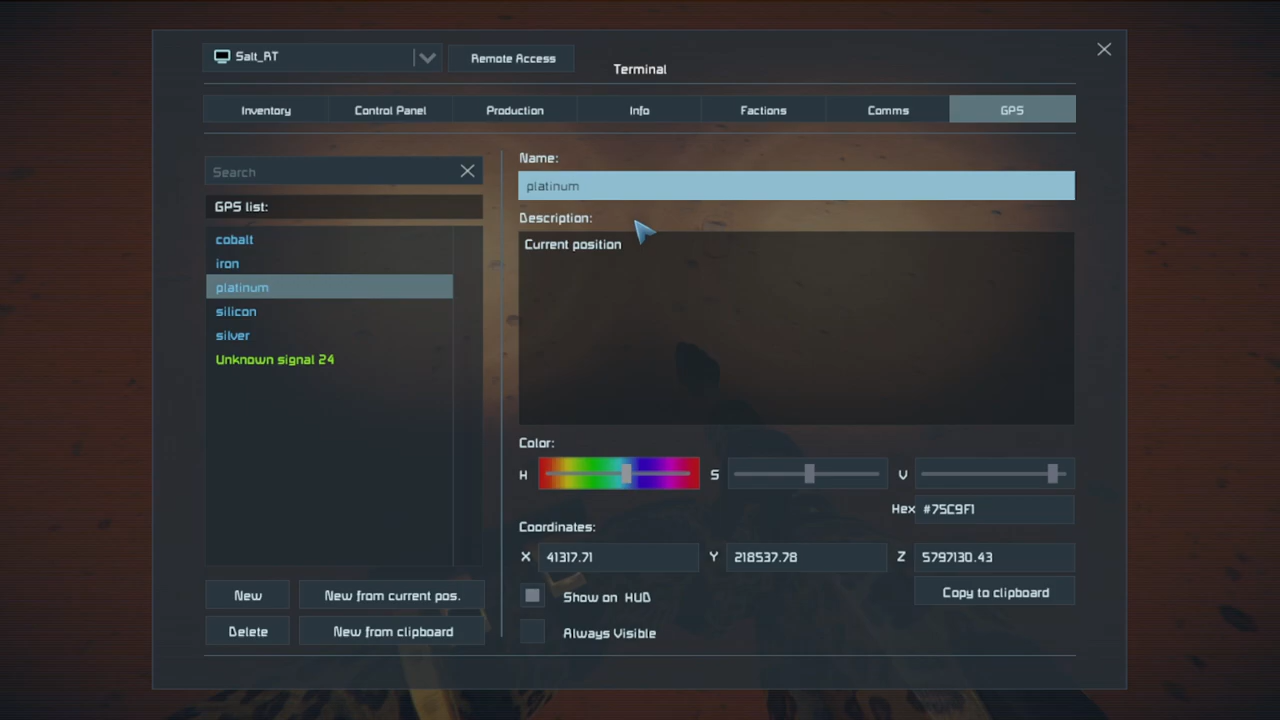 Salt_RT
Remote Access
Terminal
Inventory
Control Panel
Production
Info
Factions
Comms
GPS
Search
GPS list:
cobalt
iron
platinum
silicon
silver
Unknown signal 24
New
New from current pos.
Delete
New from clipboard
Name:
platinum
Description:
Current position
Color:
H
S
V
Hex #75C9F1
Coordinates:
X 41317.71
Y 218537.78
Z 5797130.43
Show on HUD
Copy to clipboard
Always Visible